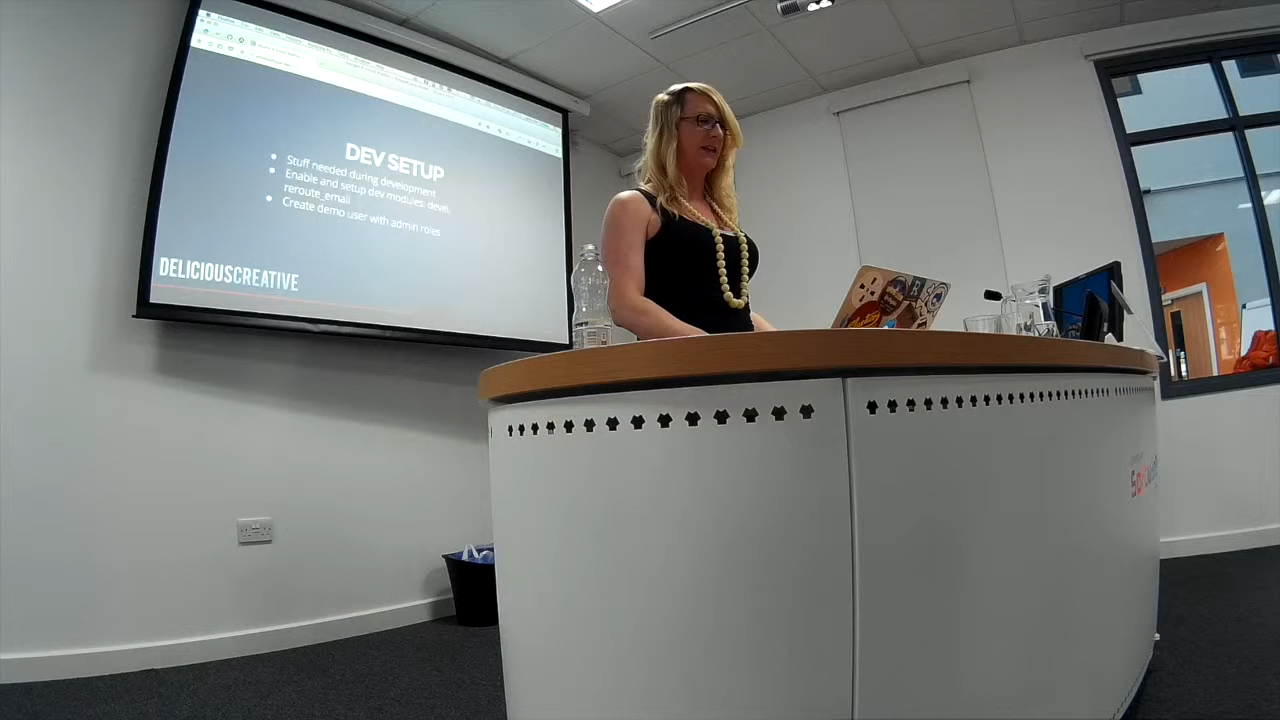 DEV SETUP
Stuff needed during development
Enable and setup dev modules: devel,
reroute_email
Create demo user with admin roles
DELICIOUSCREATIVE